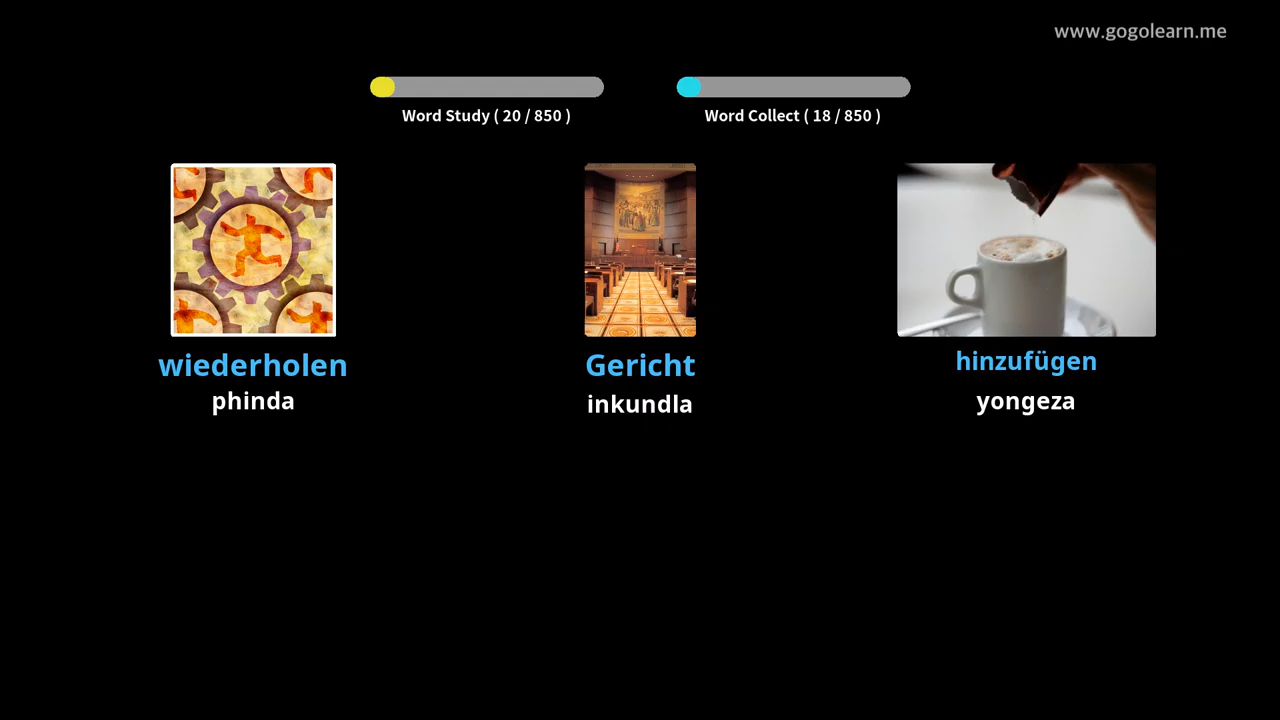 www.gogolearn.me
Word Study ( 20 / 850 )
Word Collect ( 18 / 850 )
wiederholen
phinda
Gericht
inkundla
hinzufügen
yongeza